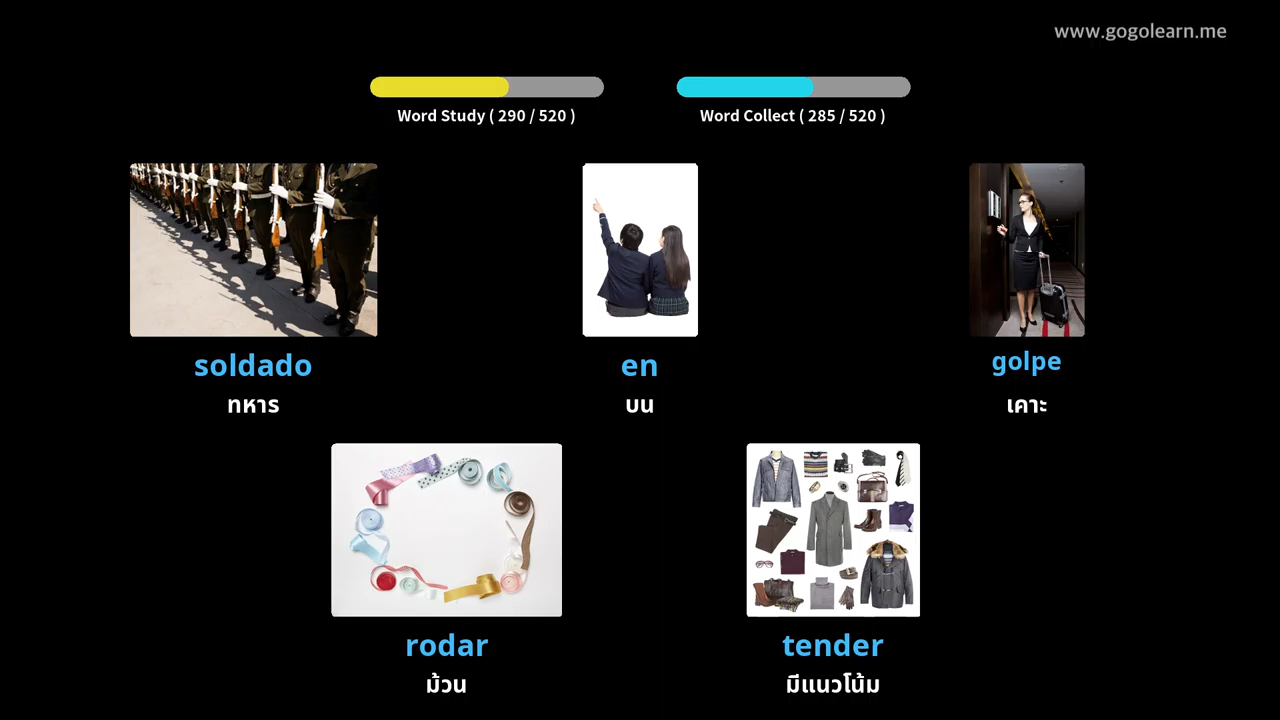 www.gogolearn.me
Word Study ( 290 / 520 )
Word Collect ( 285 / 520 )
soldado
ทหาร
en
บน
golpe
เคาะ
rodar
ม้วน
tender
มีแนวโน้ม